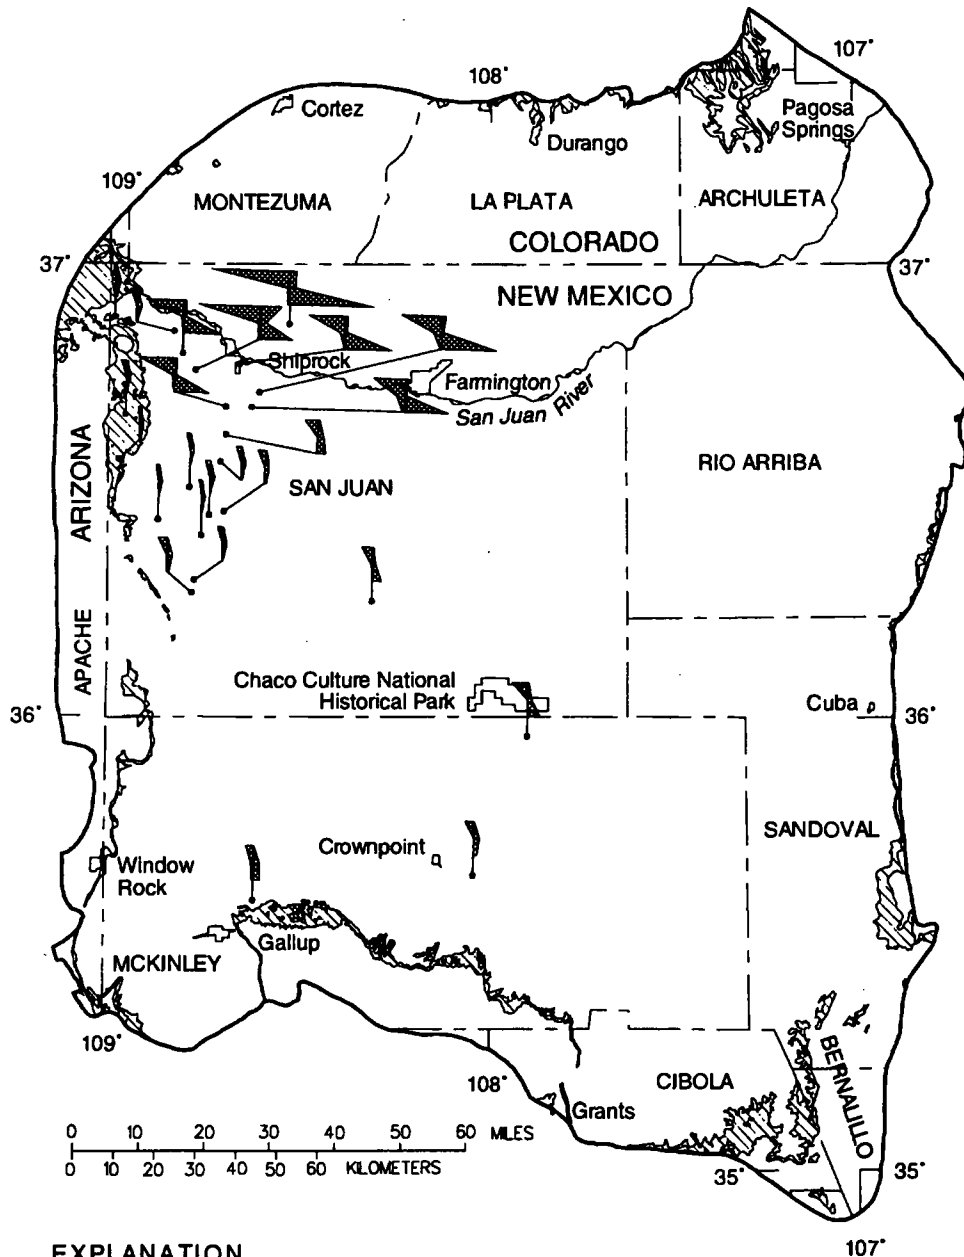 107°
108°
Cortez
Pagosa
Springs
Durango
109°
MONTEZUMA
LA PLATA
ARCHULETA
COLORADO
37°
37°
NEW MEXICO
Shiprock
Farmington
San Juan River
ARIZONA
SAN JUAN
RIO ARRIBA
APACHE
Chaco Culture National
Historical Park
Cuba
36°
36°
SANDOVAL
Crownpoint
Window
Rock
Gallup
MCKINLEY
109°
108°
CIBOLA
BERNALILLO
Grants
0 10 20 30 40 50 60 MILES
0 10 20 40 50 60 KILOMETERS
35°
35°
107°
EXPLANATION